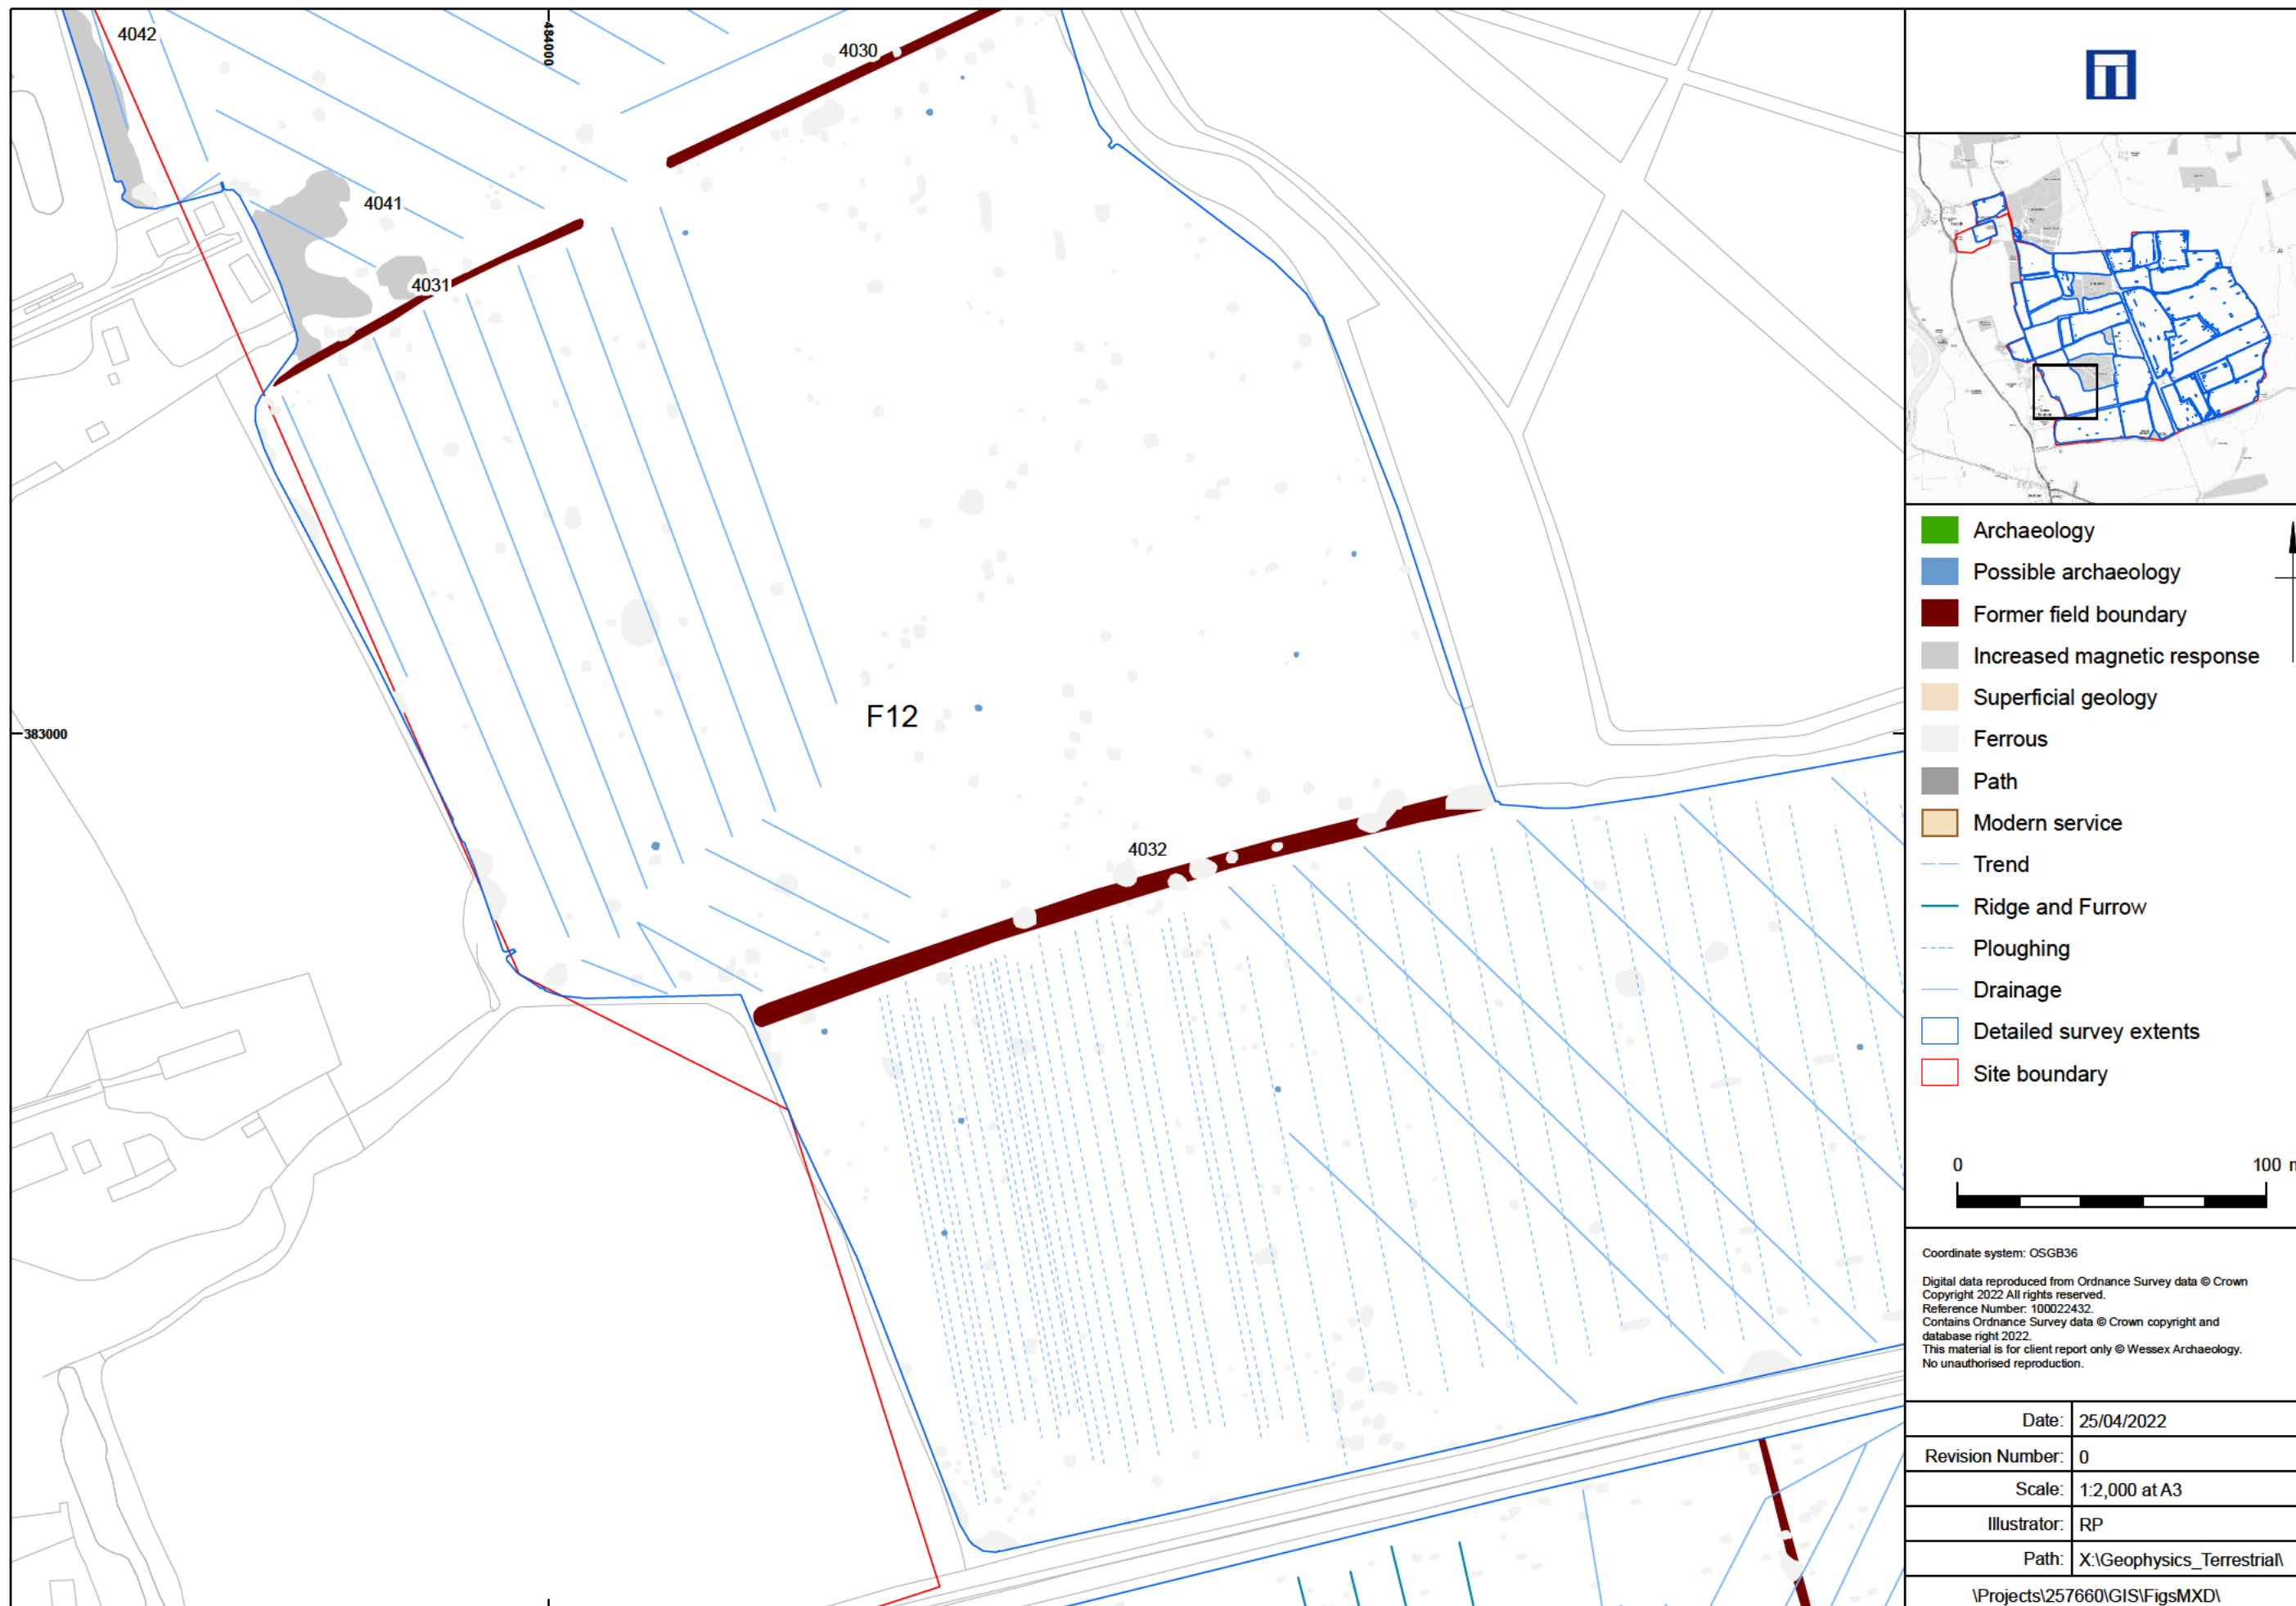 4042
484000
4030
4041
4031
383000
F12
4032
Archaeology
Possible archaeology
Former field boundary
Increased magnetic response
Superficial geology
Ferrous
Path
Modern service
Trend
Ridge and Furrow
Ploughing
Drainage
Detailed survey extents
Site boundary
0 100
Coordinate system: OSGB36
Digital data reproduced from Ordnance Survey data © Crown
Copyright 2022 All rights reserved.
Reference Number: 100022432.
Contains Ordnance Survey data © Crown copyright and
database right 2022.
This material is for client report only © Wessex Archaeology.
No unauthorised reproduction.
Date: 25/04/2022
Revision Number: 0
Scale: 1:2,000 at A3
Illustrator: RP
Path: X:\Geophysics_Terrestrial\
\Projects\257660\GIS\FigsMXD\